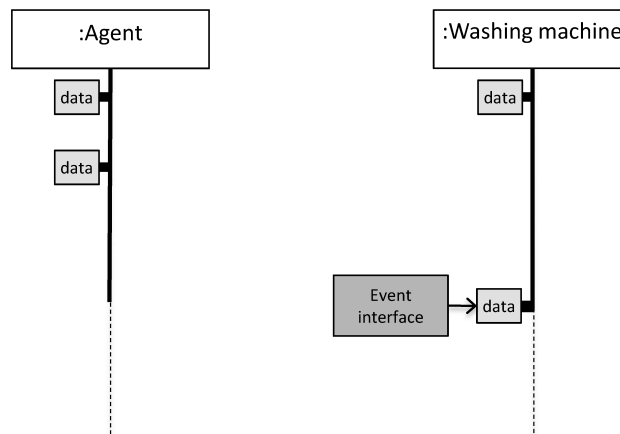 :Agent
:Washing machine
data
data
data
Event
interface
data